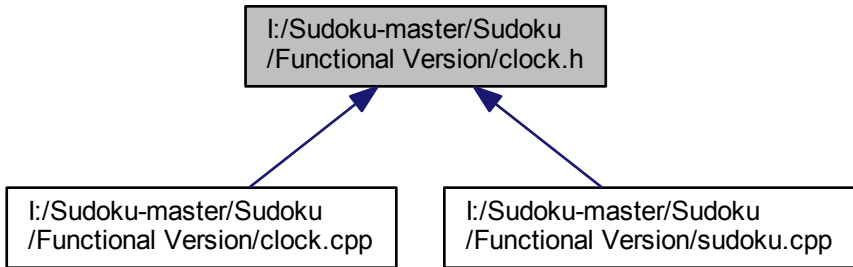 I:/Sudoku-master/Sudoku
/Functional Version/clock.h
I:/Sudoku-master/Sudoku
/Functional Version/clock.cpp
I:/Sudoku-master/Sudoku
/Functional Version/sudoku.cpp